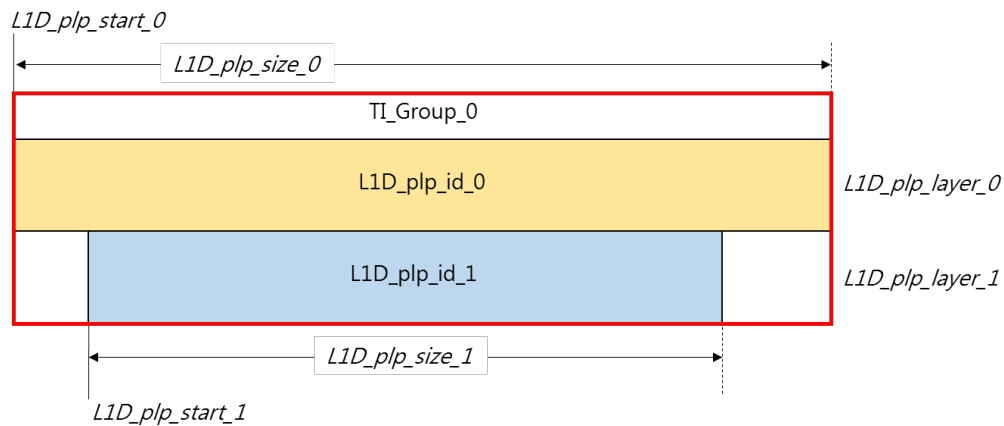 L1D_plp_start_0
L1D_plp_size_0
TI_Group_0
L1D_plp_id_0
L1D_plp_layer_0
L1D_plp_id_1
L1D_plp_layer_1
L1D_plp_size_1
L1D_plp_start_1